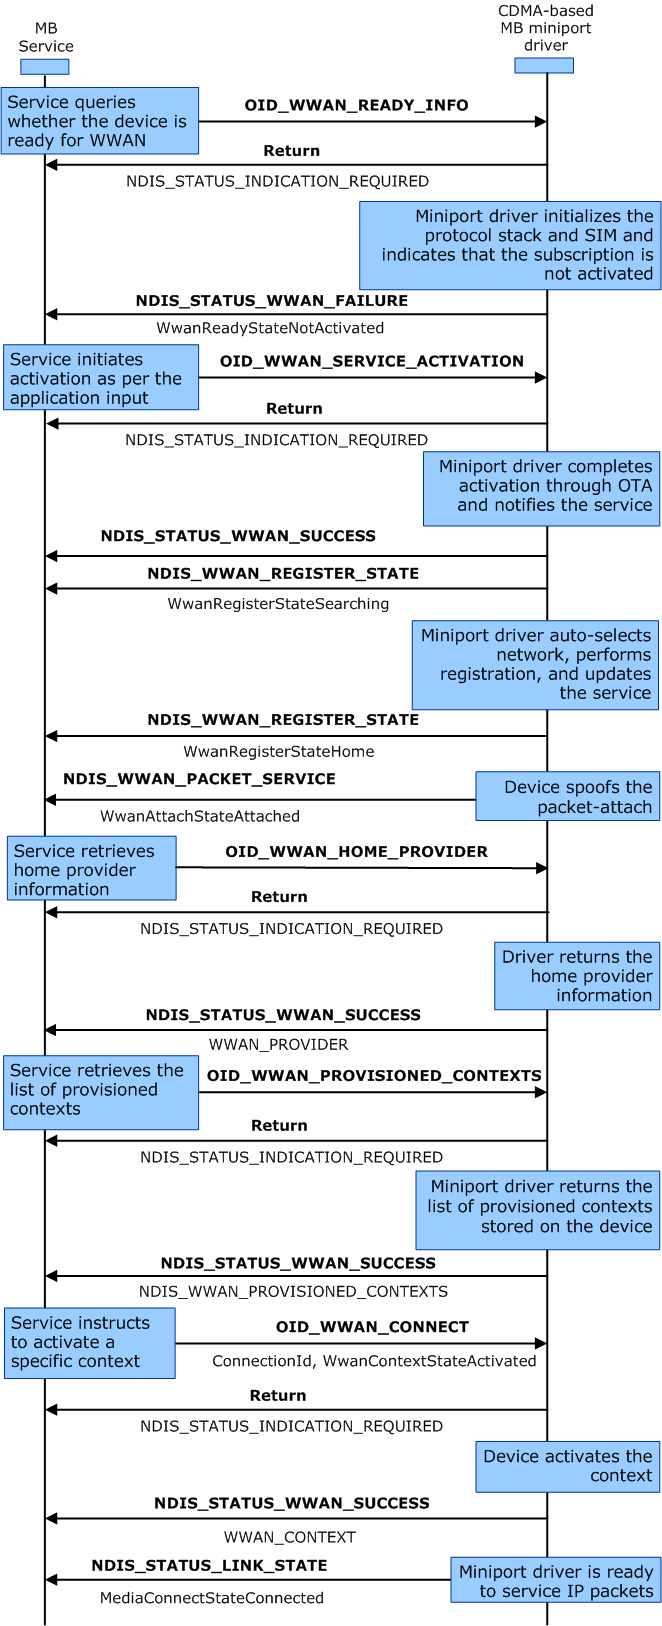 MB
Service
CDMA-based
MB miniport
driver
Service queries
whether the device is
ready for WWAN
OID_WWAN_READY_INFO
Return
NDIS_STATUS_INDICATION_REQUIRED
Miniport driver initializes the
protocol stack and SIM and
indicates that the subscription is
not activated
NDIS_STATUS_WWAN_FAILURE
WwanReadyStateNotActivated
Service initiates
activation as per the
application input
OID_WWAN_SERVICE_ACTIVATION
Return
NDIS_STATUS_INDICATION_REQUIRED
Miniport driver completes
activation through OTA
and notifies the service
NDIS_STATUS_WWAN_SUCCESS
NDIS_WWAN_REGISTER_STATE
WwanRegisterStateSearching
Miniport driver auto-selects
network, performs
registration, and updates
the service
NDIS_WWAN_REGISTER_STATE
WwanRegisterStateHome
NDIS_WWAN_PACKET_SERVICE
WwanAttachStateAttached
Device spoofs the
packet-attach
Service retrieves
home provider
information
OID_WWAN_HOME_PROVIDER
Return
NDIS_STATUS_INDICATION_REQUIRED
Driver returns the
home provider
information
NDIS_STATUS_WWAN_SUCCESS
WWAN_PROVIDER
Service retrieves the
list of provisioned
contexts
OID_WWAN_PROVISIONED_CONTEXTS
Return
NDIS_STATUS_INDICATION_REQUIRED
Miniport driver returns the
list of provisioned contexts
stored on the device
NDIS_STATUS_WWAN_SUCCESS
NDIS_WWAN_PROVISIONED_CONTEXTS
Service instructs
to activate a
specific context
OID_WWAN_CONNECT
ConnectionId, WwanContextStateActivated
Return
NDIS_STATUS_INDICATION_REQUIRED
Device activates the
context
NDIS_STATUS_WWAN_SUCCESS
WWAN_CONTEXT
NDIS_STATUS_LINK_STATE
MediaConnectStateConnected
Miniport driver is ready
to service IP packets